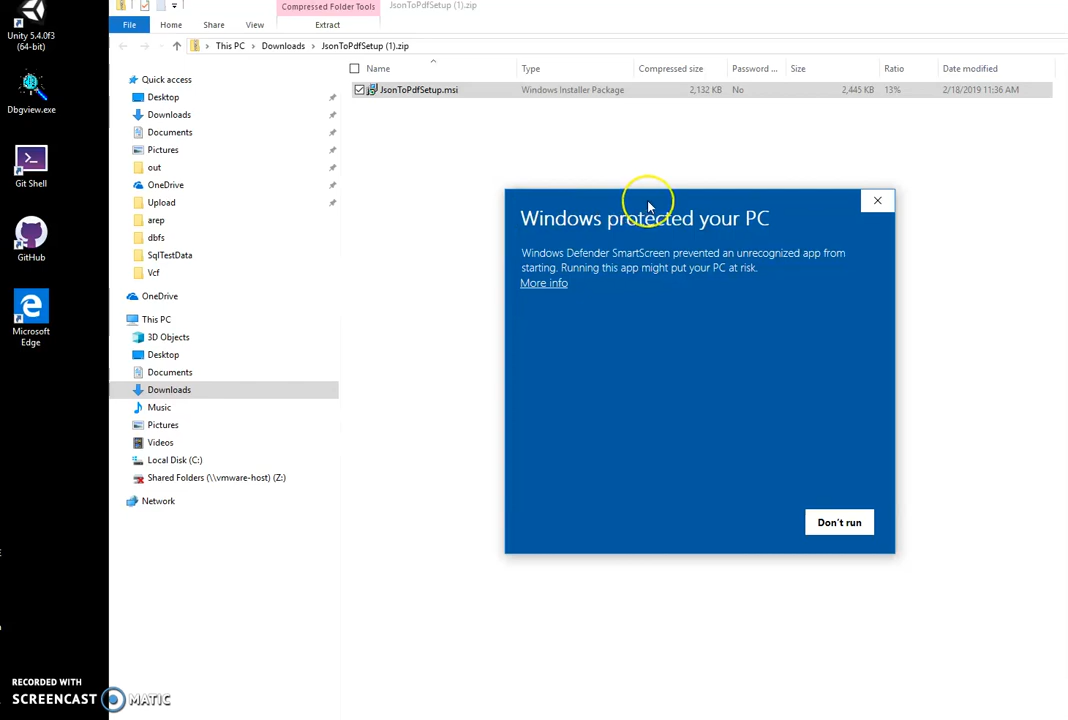 Unity 5.4.0f3
(64-bit)
Dbgview.exe
Git Shell
GitHub
Microsoft
Edge
Compressed Folder Tools
JsonToPdfSetup (1).zip
File
Home
Share
View
Extract
This PC > Downloads > JsonToPdfSetup (1).zip
Name
Type
Compressed size
Password ...
Size
Ratio
Date modified
JsonToPdfSetup.msi
Windows Installer Package
2,132 KB
No
2,445 KB
13%
2/18/2019 11:36 AM
Quick access
Desktop
Downloads
Documents
Pictures
out
OneDrive
Upload
arep
dbfs
SqlTestData
Vcf
OneDrive
This PC
3D Objects
Desktop
Documents
Downloads
Music
Pictures
Videos
Local Disk (C:)
Shared Folders (\\vmware-host) (Z:)
Network
Windows protected your PC
Windows Defender SmartScreen prevented an unrecognized app from
starting. Running this app might put your PC at risk.
More info
Don't run
RECORDED WITH
SCREENCAST MATIC